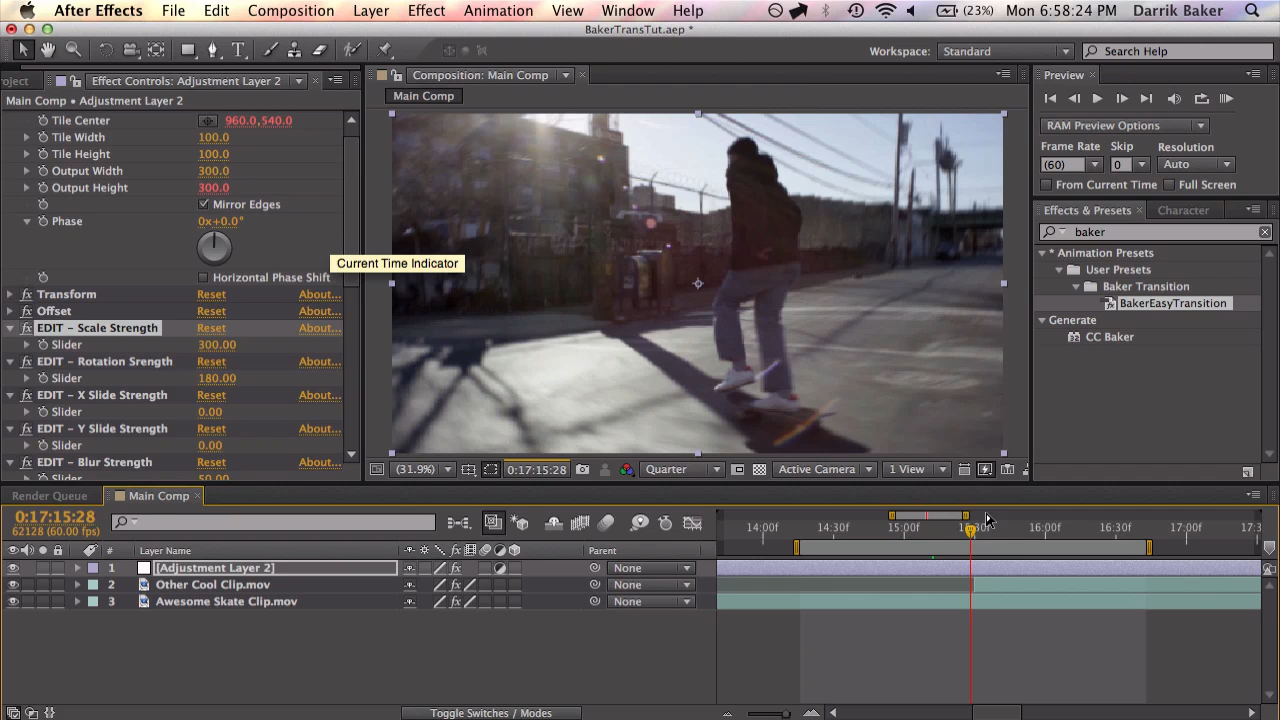 After Effects File Edit Composition Layer Effect Animation View Window Help (23%) Mon 6:58:24 PM Darrik Baker
BakerTransTut.aep *
Workspace: Standard Search Help
roject Effect Controls: Adjustment Layer 2
Composition: Main Comp
Preview
Main Comp • Adjustment Layer 2
Main Comp
Tile Center 960.0,540.0
Tile Width 100.0
Tile Height 100.0
Output Width 300.0
Output Height 300.0
Mirror Edges
Phase 0x+0.0°
Horizontal Phase Shift
Transform Reset About...
Offset Reset About...
EDIT - Scale Strength Reset About...
Slider 300.00
EDIT - Rotation Strength Reset About...
Slider 180.00
EDIT - X Slide Strength Reset About...
Slider 0.00
EDIT - Y Slide Strength Reset About...
Slider 0.00
EDIT - Blur Strength Reset About...
Slider 50.00
Current Time Indicator
(31.9%) 0:17:15:28 Quarter Active Camera 1 View
RAM Preview Options
Frame Rate Skip Resolution
(60) 0 Auto
From Current Time Full Screen
Effects & Presets Character
baker
* Animation Presets
User Presets
Baker Transition
BakerEasyTransition
Generate
CC Baker
Render Queue Main Comp
0:17:15:28
62128 (60.00 fps)
14:00f 14:30f 15:00f 16:00f 16:30f 17:00f 17:3
# Layer Name Parent
1 [Adjustment Layer 2] None
2 Other Cool Clip.mov None
3 Awesome Skate Clip.mov None
Toggle Switches / Modes